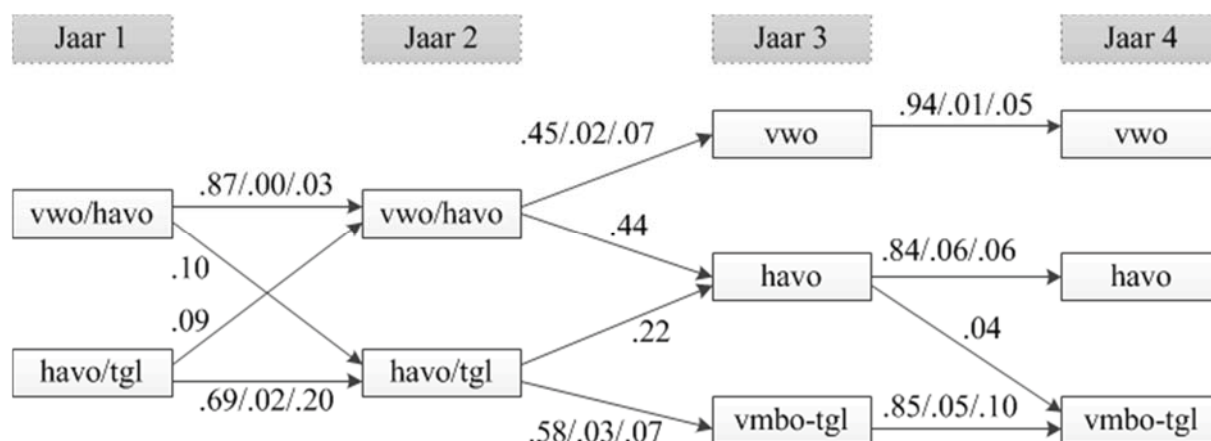 Jaar 1 Jaar 2 Jaar 3 Jaar 4
.94/.01/.05
.45/.02/.07 vwo vwo
.87/.00/.03
vwo/havo vwo/havo
.44
.84/.06/.06
.10 havo havo
.09
.22 .04
havo/tgl havo/tgl
.69/.02/.20 .85/.05/.10
.58/.03/.07 vmbo-tgl vmbo-tgl